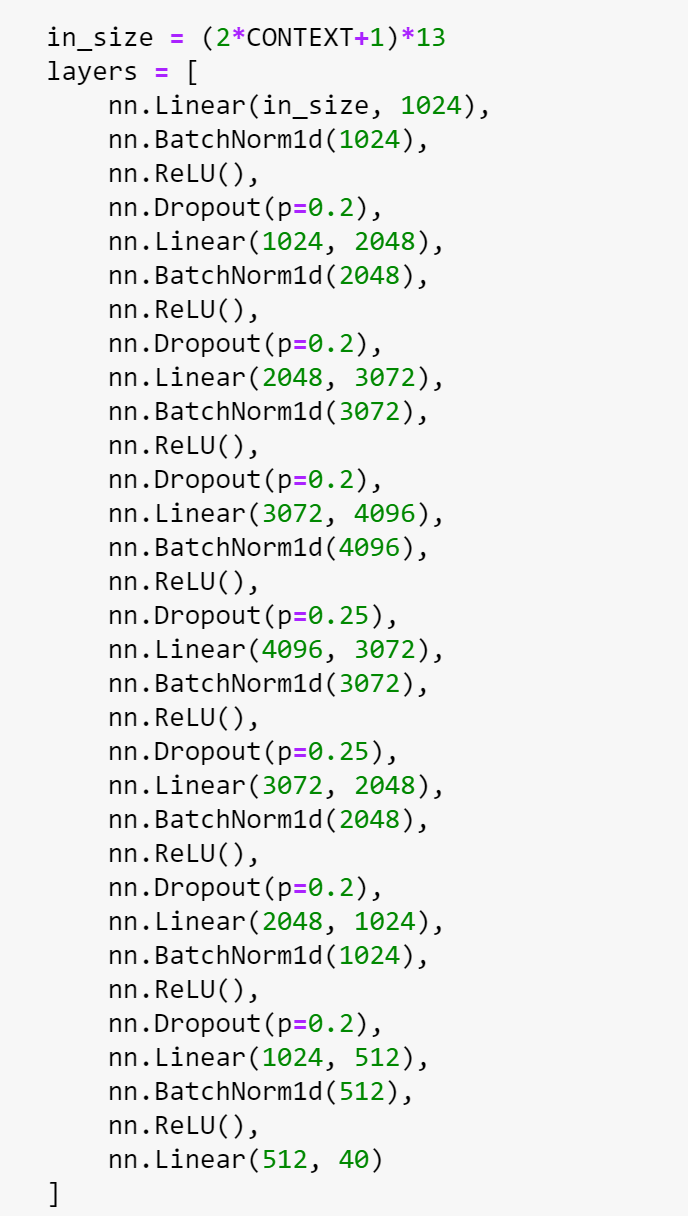 in_size = (2*CONTEXT+1)*13
layers = [
    nn.Linear(in_size, 1024),
    nn.BatchNorm1d(1024),
    nn.ReLU(),
    nn.Dropout(p=0.2),
    nn.Linear(1024, 2048),
    nn.BatchNorm1d(2048),
    nn.ReLU(),
    nn.Dropout(p=0.2),
    nn.Linear(2048, 3072),
    nn.BatchNorm1d(3072),
    nn.ReLU(),
    nn.Dropout(p=0.2),
    nn.Linear(3072, 4096),
    nn.BatchNorm1d(4096),
    nn.ReLU(),
    nn.Dropout(p=0.25),
    nn.Linear(4096, 3072),
    nn.BatchNorm1d(3072),
    nn.ReLU(),
    nn.Dropout(p=0.25),
    nn.Linear(3072, 2048),
    nn.BatchNorm1d(2048),
    nn.ReLU(),
    nn.Dropout(p=0.2),
    nn.Linear(2048, 1024),
    nn.BatchNorm1d(1024),
    nn.ReLU(),
    nn.Dropout(p=0.2),
    nn.Linear(1024, 512),
    nn.BatchNorm1d(512),
    nn.ReLU(),
    nn.Linear(512, 40)
]